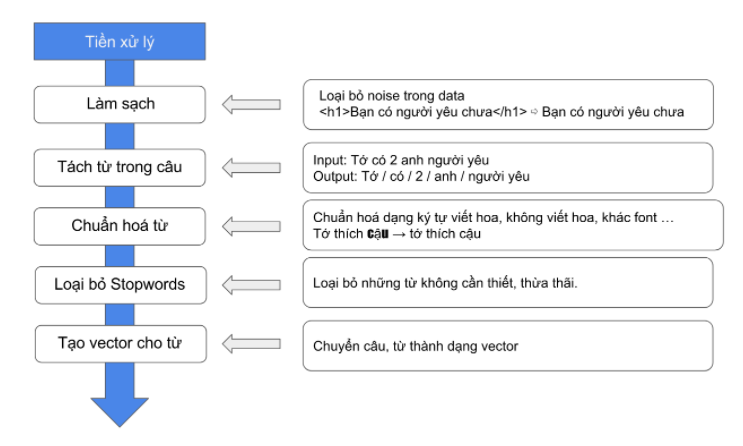 Tiền xử lý
Làm sạch
Loại bỏ noise trong data
<h1>Bạn có người yêu chưa</h1> ⇨ Bạn có người yêu chưa
Tách từ trong câu
Input: Tớ có 2 anh người yêu
Output: Tớ / có / 2 / anh / người yêu
Chuẩn hoá từ
Chuẩn hoá dạng ký tự viết hoa, không viết hoa, khác font ...
Tớ thích cậu → tớ thích cậu
Loại bỏ Stopwords
Loại bỏ những từ không cần thiết, thừa thãi.
Tạo vector cho từ
Chuyển câu, từ thành dạng vector